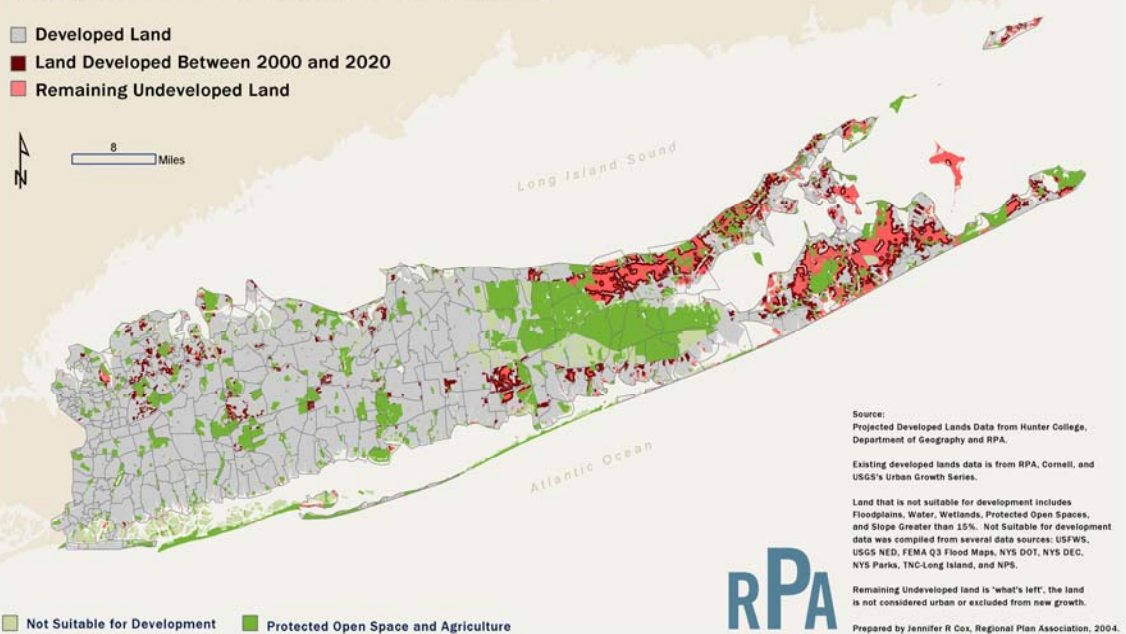 Developed Land
Land Developed Between 2000 and 2020
Remaining Undeveloped Land
N
8
Miles
Long Island Sound
Atlantic Ocean
Source:
Projected Developed Lands Data from Hunter College,
Department of Geography and RPA.
Existing developed lands data is from RPA, Cornell, and
USGS's Urban Growth Series.
Land that is not suitable for development includes
Floodplains, Water, Wetlands, Protected Open Spaces,
and Slope Greater than 15%. Not Suitable for development
data was compiled from several data sources: USFWS,
USGS NED, FEMA Q3 Flood Maps, NYS DOT, NYS DEC,
NYS Parks, TNC-Long Island, and NPS.
Remaining Undeveloped land is 'what's left', the land
is not considered urban or excluded from new growth.
Prepared by Jennifer R Cox, Regional Plan Association, 2004.
RPA
Not Suitable for Development
Protected Open Space and Agriculture